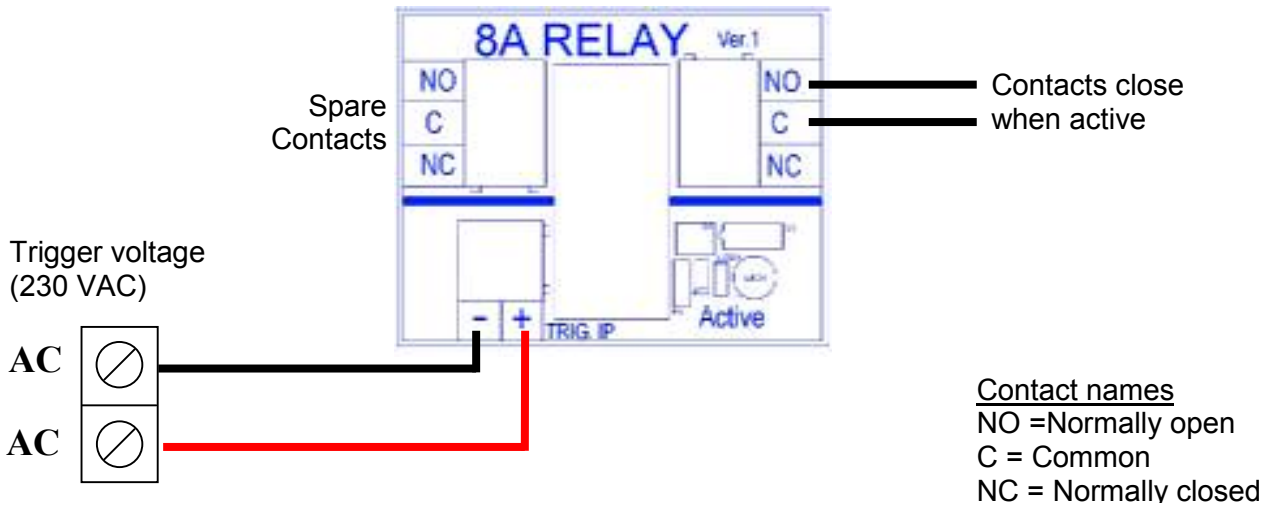 8A RELAY Ver.1
NO
C
NC
Spare
Contacts
NO
C
NC
Contacts close
when active
Trigger voltage
(230 VAC)
- +
TRIG. IP
Active
AC
AC
Contact names
NO =Normally open
C = Common
NC = Normally closed